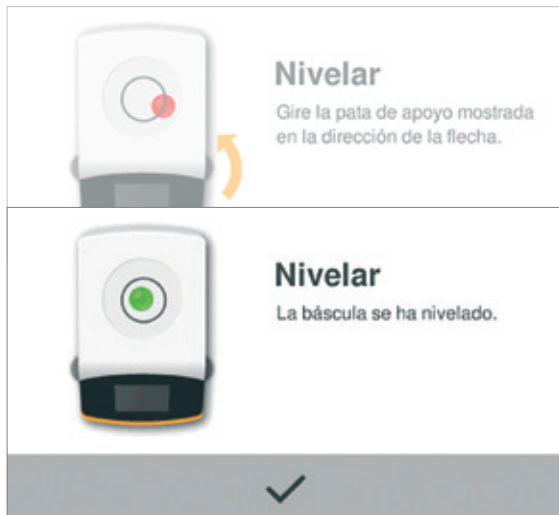 Nivelar
Gire la pata de apoyo mostrada
en la dirección de la flecha.
Nivelar
La báscula se ha nivelado.